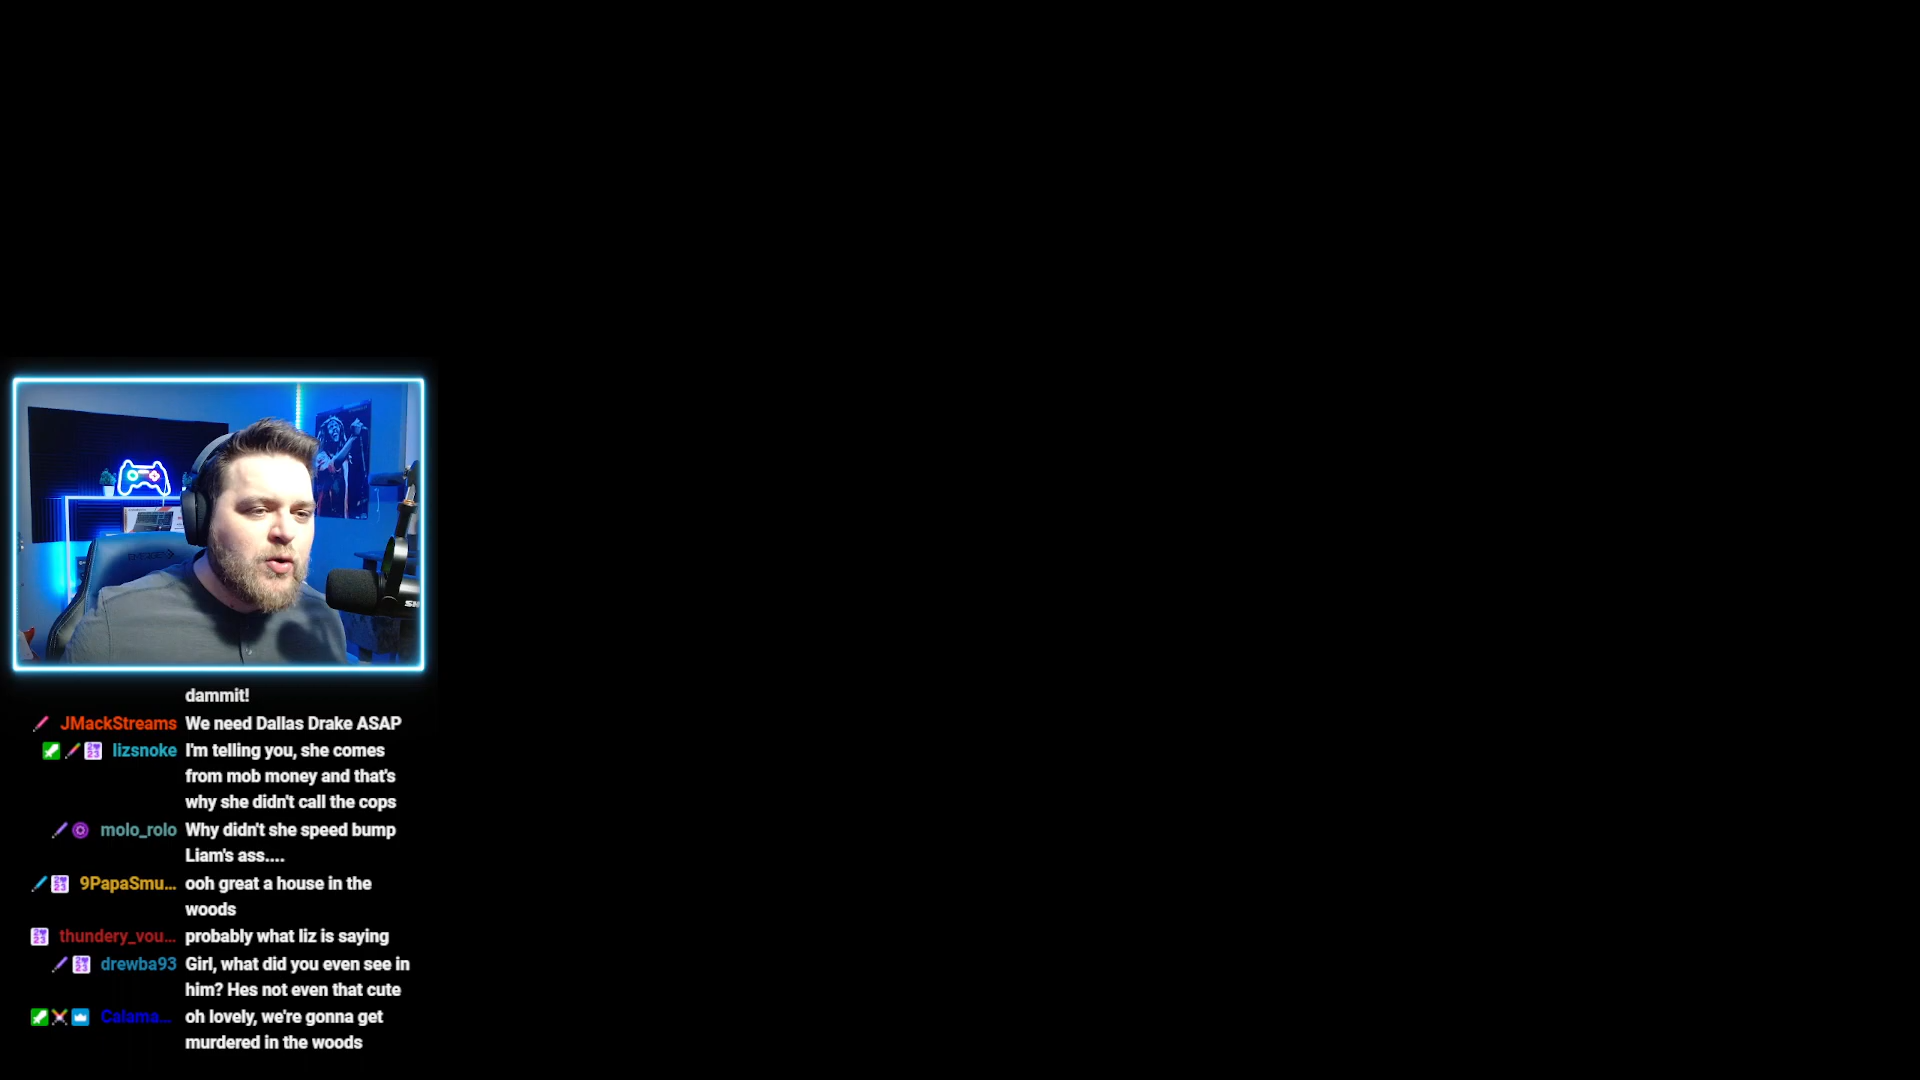 dammit!
JMackStreams We need Dallas Drake ASAP
lizsnoke I'm telling you, she comes
from mob money and that's
why she didn't call the cops
molo_rolo Why didn't she speed bump
Liam's ass....
9PapaSmu... ooh great a house in the
woods
thundery_vou... probably what liz is saying
drewba93 Girl, what did you even see in
him? Hes not even that cute
Calama... oh lovely, we're gonna get
murdered in the woods